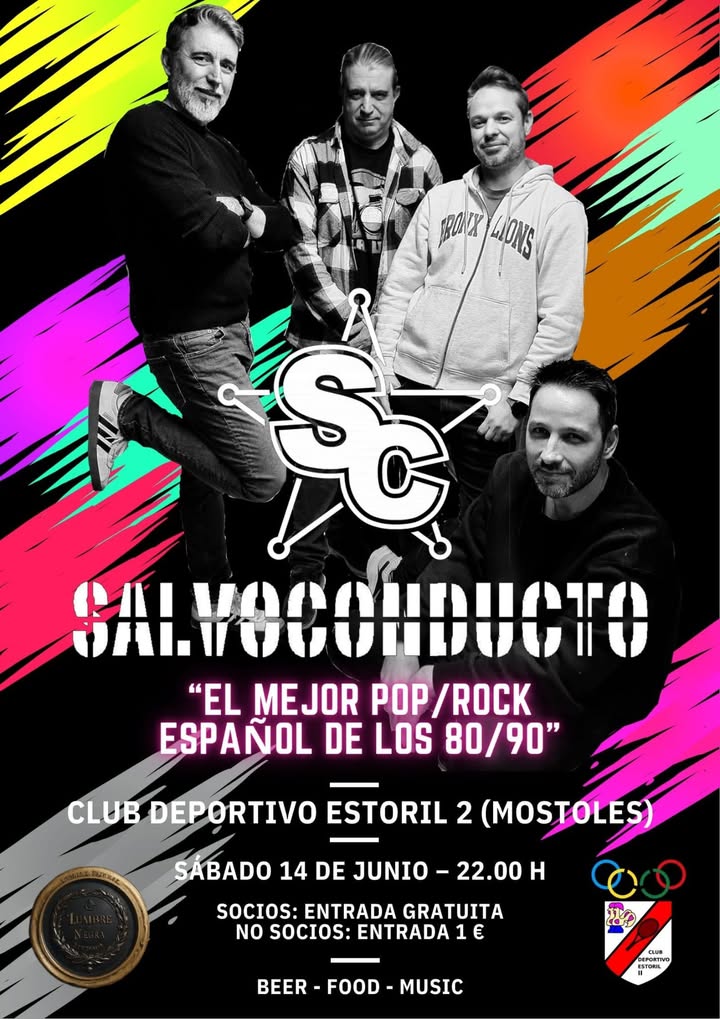 BRONX LIONS
SC
SALVOCONDUCTO
“EL MEJOR POP/ROCK
ESPAÑOL DE LOS 80/90”
CLUB DEPORTIVO ESTORIL 2 (MOSTOLES)
SÁBADO 14 DE JUNIO – 22.00 H
SOCIOS: ENTRADA GRATUITA
NO SOCIOS: ENTRADA 1 €
LUMBRE
NEGRA
CLUB
DEPORTIVO
ESTORIL
II
BEER - FOOD - MUSIC